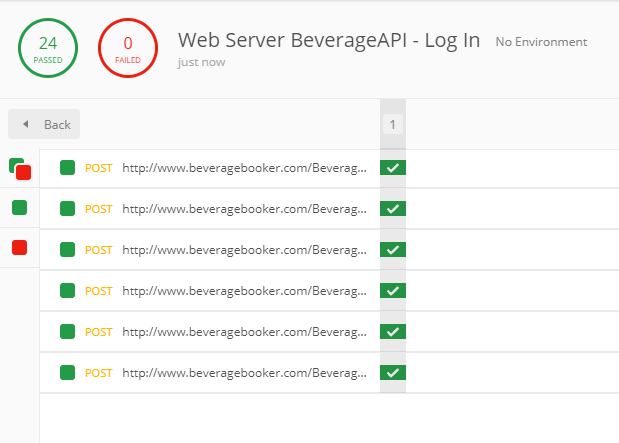 24
PASSED
0
FAILED
Web Server BeverageAPI - Log In No Environment
just now
Back
1
POST http://www.beveragebooker.com/Beverag...
POST http://www.beveragebooker.com/Beverag...
POST http://www.beveragebooker.com/Beverag...
POST http://www.beveragebooker.com/Beverag...
POST http://www.beveragebooker.com/Beverag...
POST http://www.beveragebooker.com/Beverag...